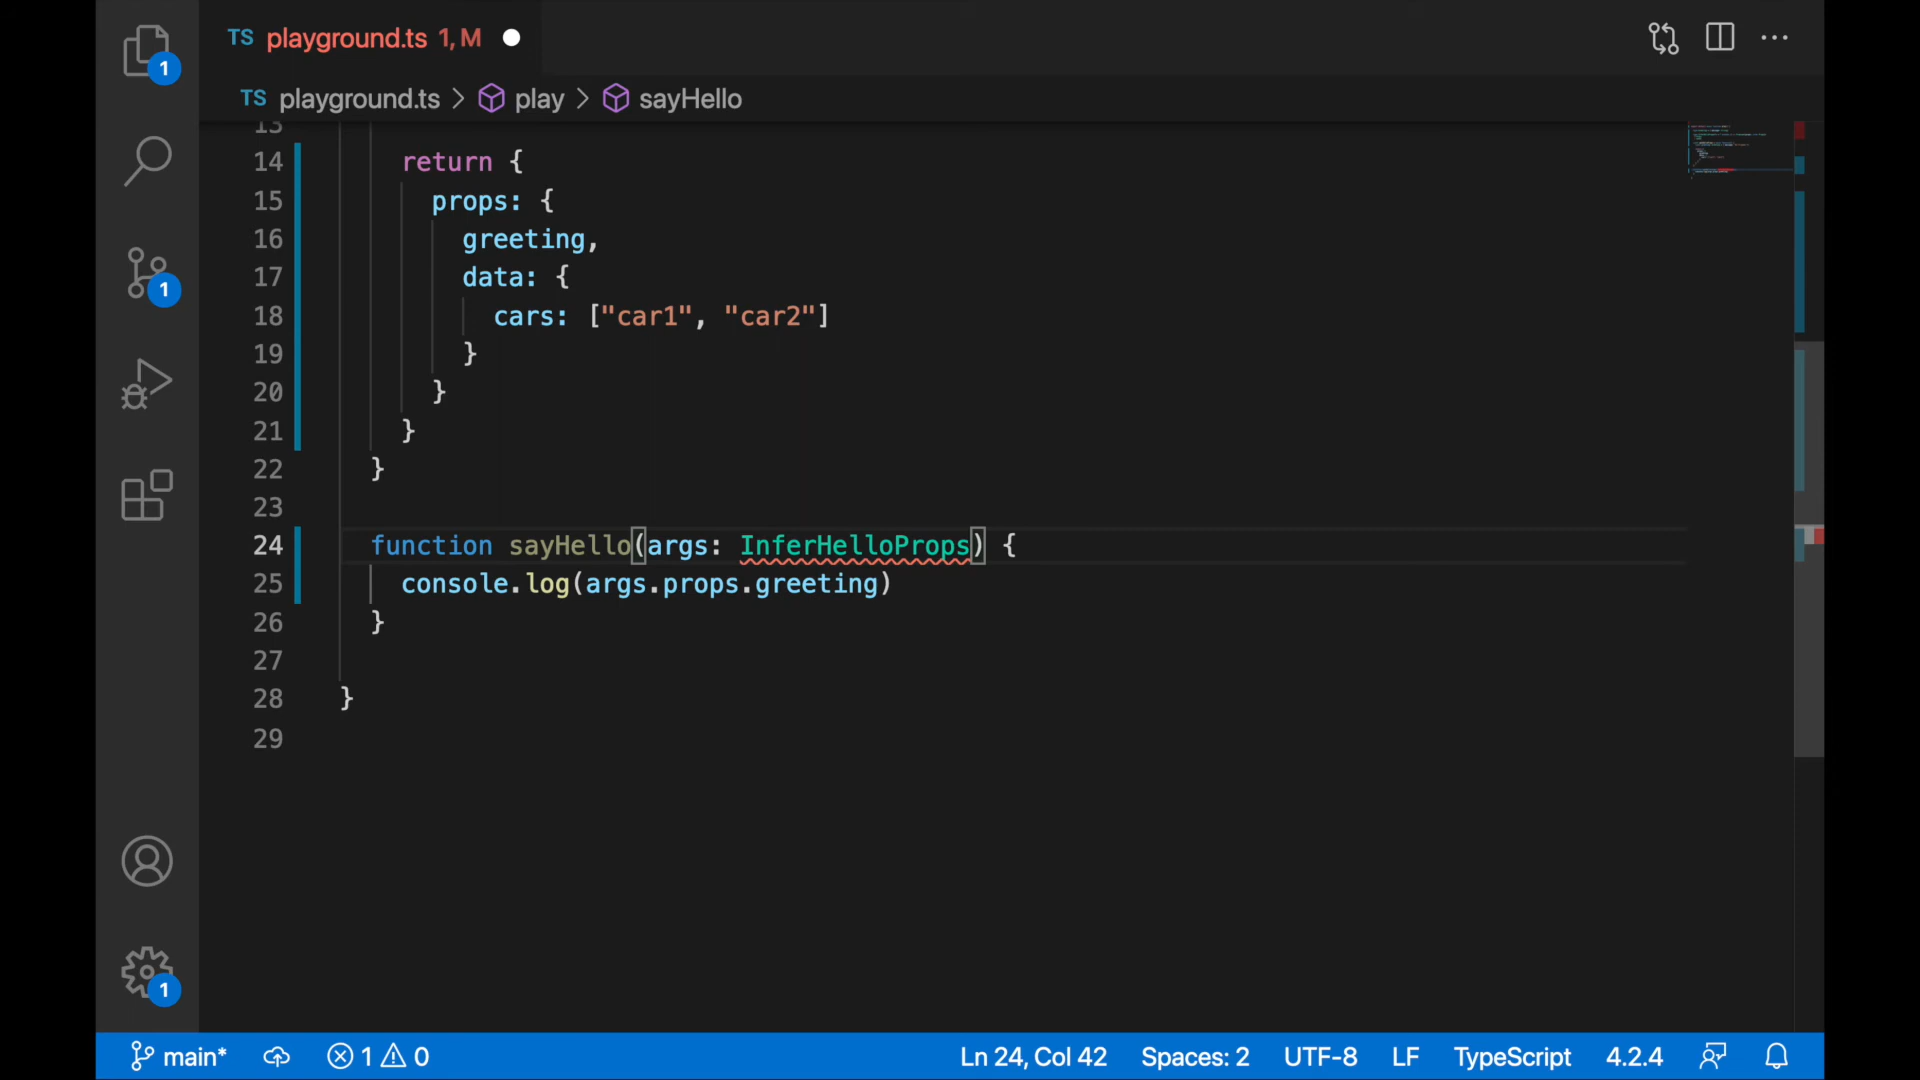 TS playground.ts 1, M
TS playground.ts > play > sayHello
13
14 return {
15 props: {
16 greeting,
17 data: {
18 cars: ["car1", "car2"]
19 }
20 }
21 }
22 }
23
24 function sayHello(args: InferHelloProps) {
25 console.log(args.props.greeting)
26 }
27
28 }
29
1
1
1
main* 1 0 Ln 24, Col 42 Spaces: 2 UTF-8 LF TypeScript 4.2.4